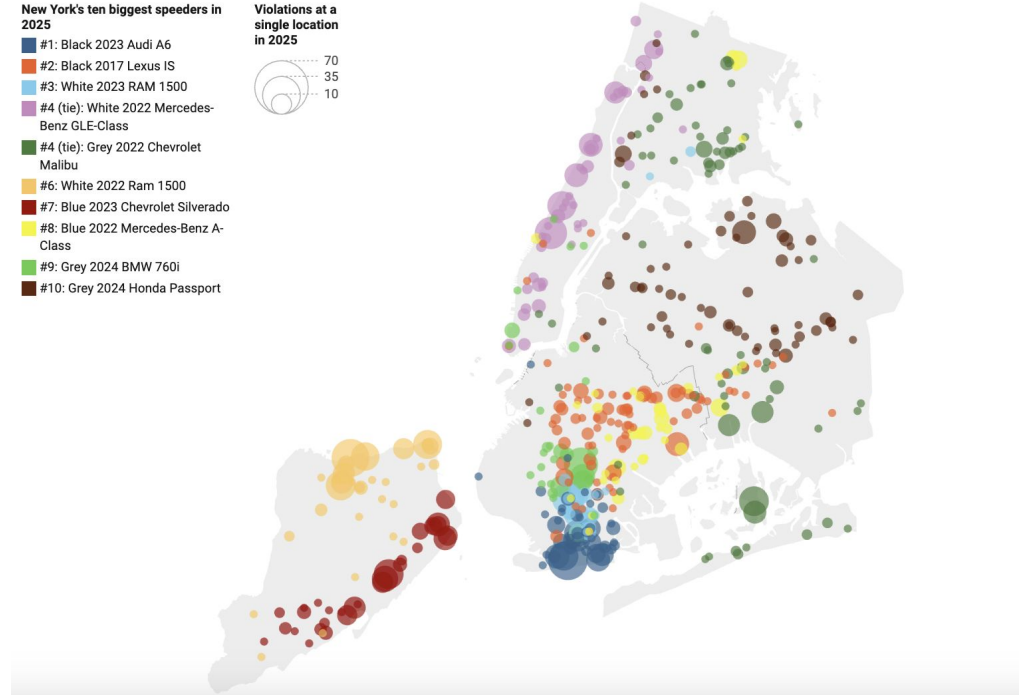 New York's ten biggest speeders in
2025
#1: Black 2023 Audi A6
#2: Black 2017 Lexus IS
#3: White 2023 RAM 1500
#4 (tie): White 2022 Mercedes-
Benz GLE-Class
#4 (tie): Grey 2022 Chevrolet
Malibu
#6: White 2022 Ram 1500
#7: Blue 2023 Chevrolet Silverado
#8: Blue 2022 Mercedes-Benz A-
Class
#9: Grey 2024 BMW 760i
#10: Grey 2024 Honda Passport
Violations at a
single location
in 2025
70
35
10